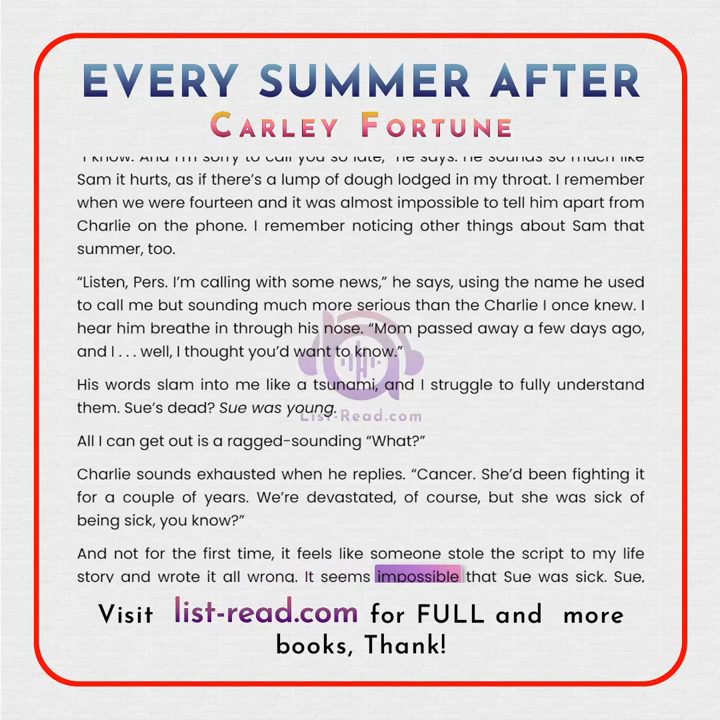 EVERY SUMMER AFTER
CARLEY FORTUNE
"I know. And I'm sorry to call you so late," he says. He sounds so much like
Sam it hurts, as if there's a lump of dough lodged in my throat. I remember
when we were fourteen and it was almost impossible to tell him apart from
Charlie on the phone. I remember noticing other things about Sam that
summer, too.
“Listen, Pers. I'm calling with some news,” he says, using the name he used
to call me but sounding much more serious than the Charlie I once knew. I
hear him breathe in through his nose. “Mom passed away a few days ago,
and I . . . well, I thought you'd want to know.”
His words slam into me like a tsunami, and I struggle to fully understand
them. Sue's dead? Sue was young.
List-Read.com
All I can get out is a ragged-sounding “What?”
Charlie sounds exhausted when he replies. “Cancer. She'd been fighting it
for a couple of years. We're devastated, of course, but she was sick of
being sick, you know?”
And not for the first time, it feels like someone stole the script to my life
story and wrote it all wrong. It seems impossible that Sue was sick. Sue,
Visit list-read.com for FULL and more
books, Thank!